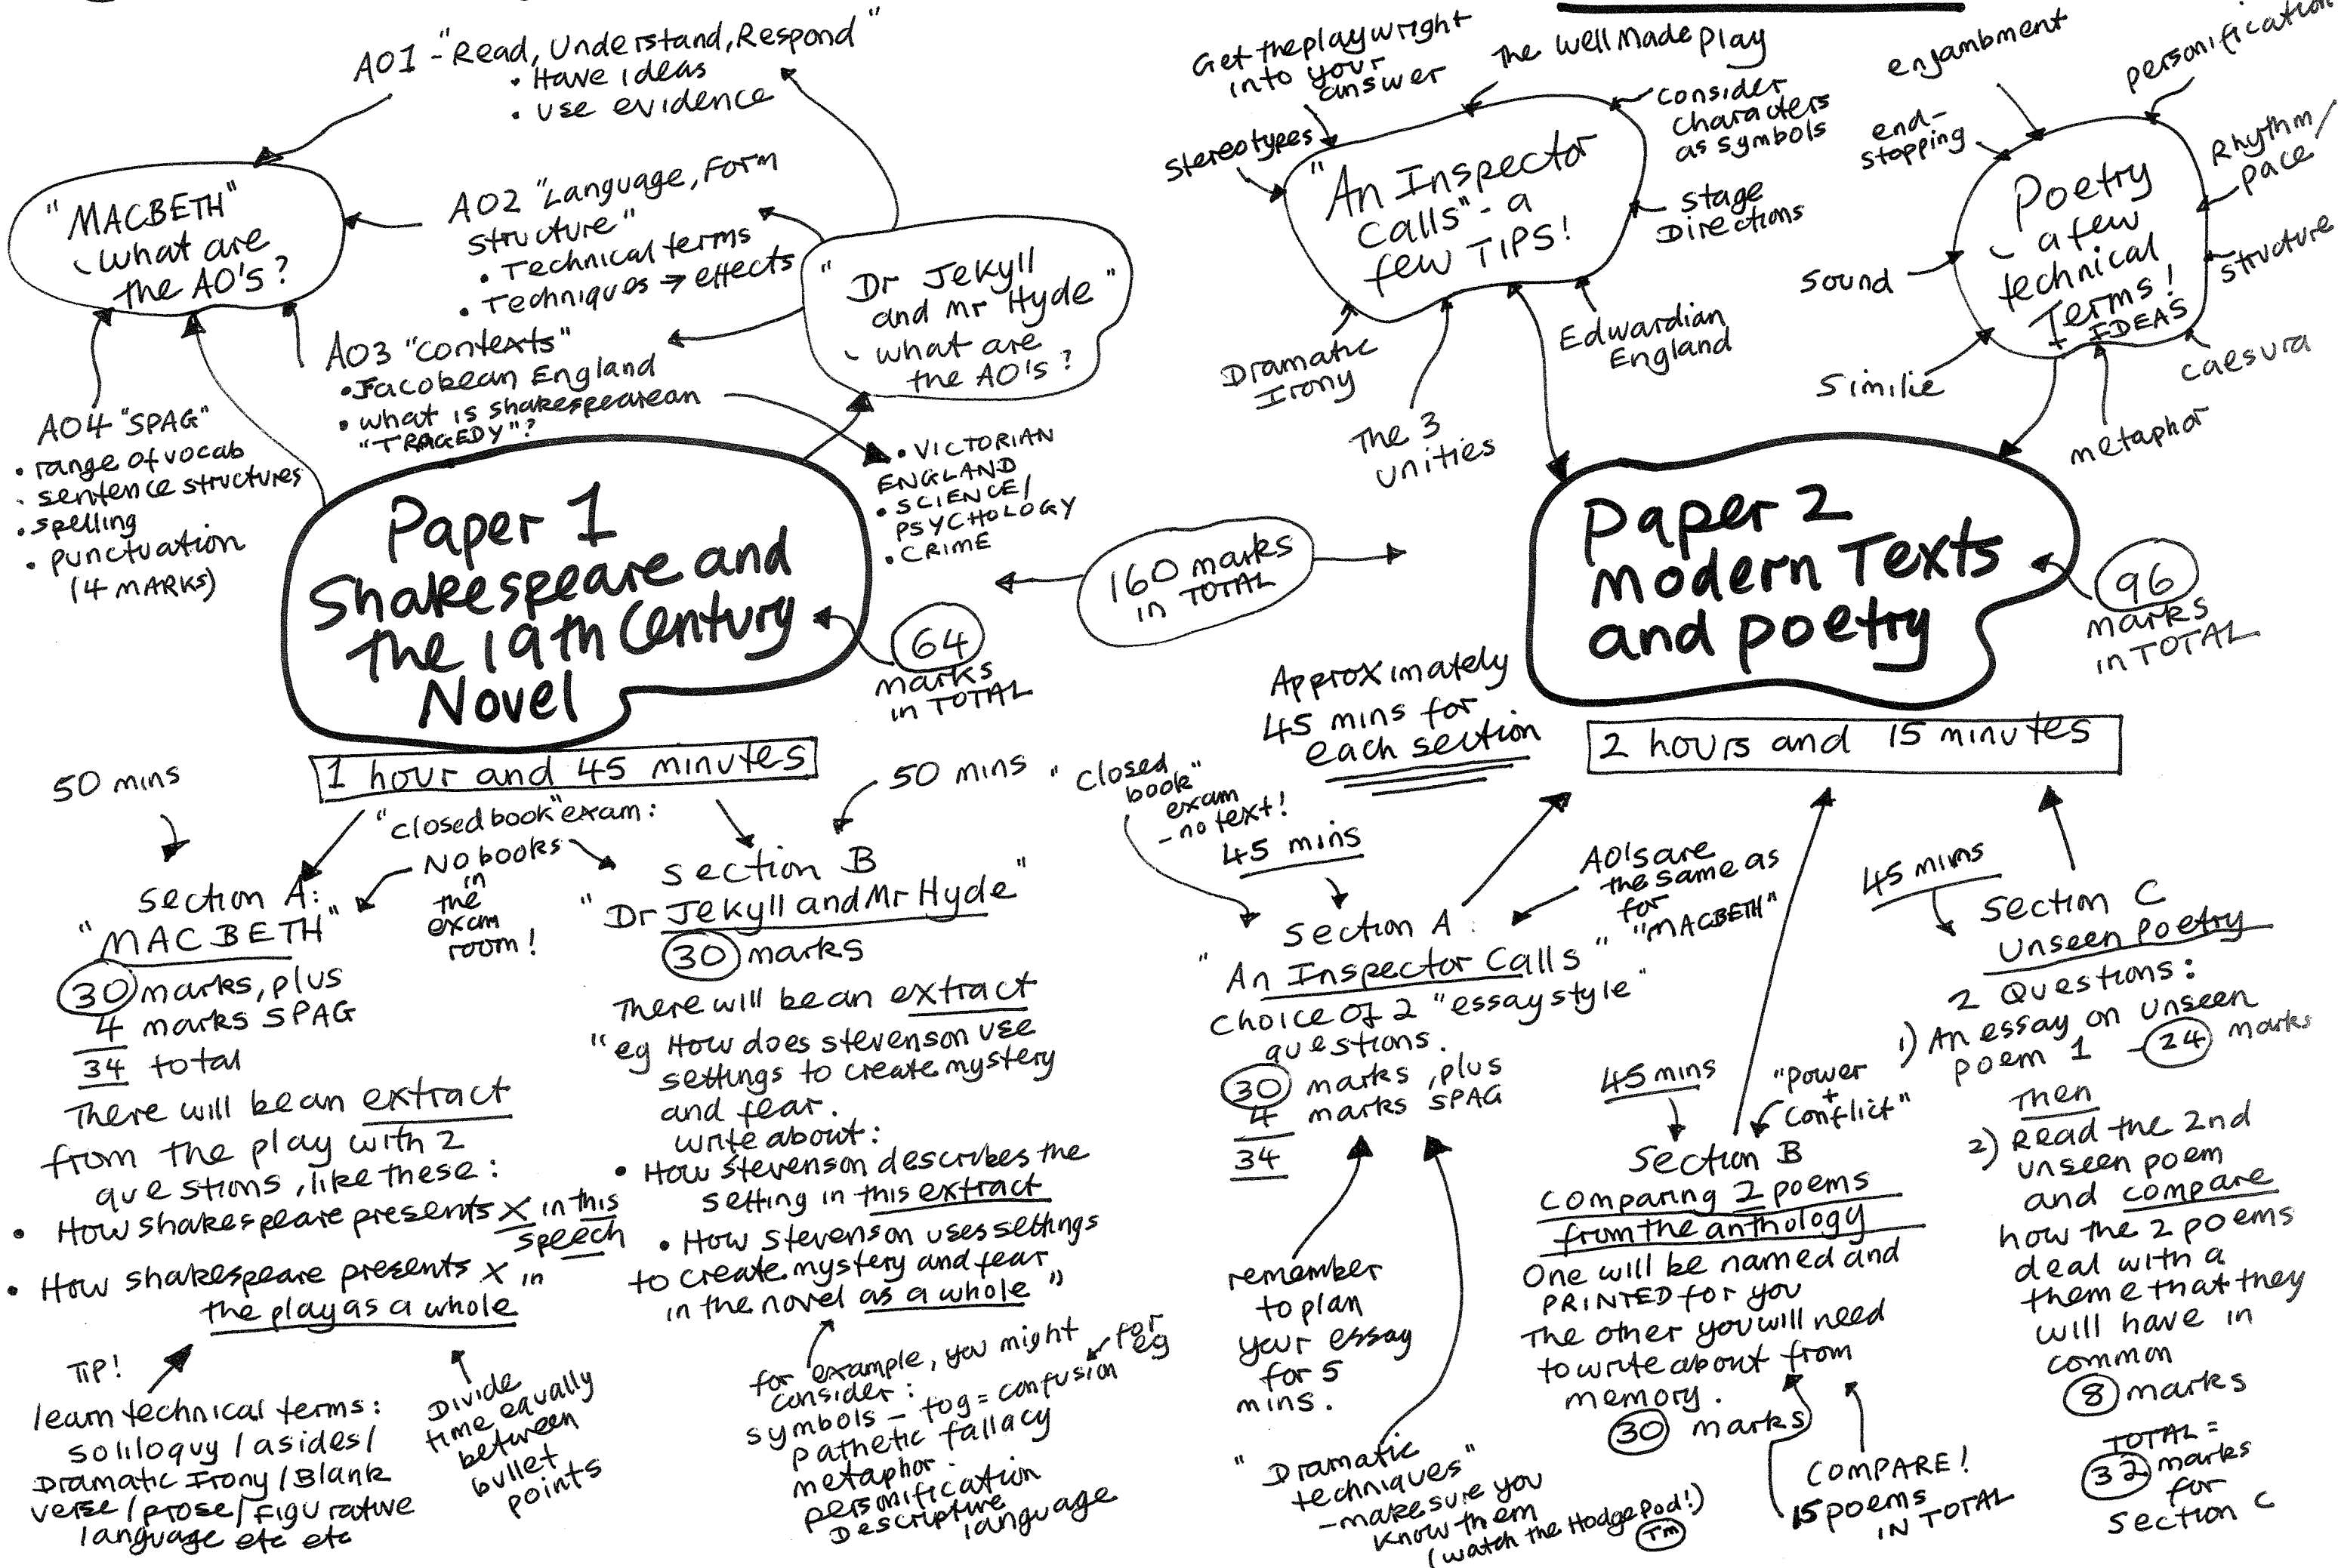 AO1 - "Read, Understand, Respond"
• Have ideas
• use evidence
"MACBETH"
- what are
the AO's?
AO2 "Language, Form
structure"
• Technical terms
• Techniques → effects
"Dr Jekyll
and Mr Hyde"
- what are
the AO's?
AO3 "contexts"
• Jacobean England
• what is shakespearean
"TRAGEDY"?
• VICTORIAN
ENGLAND
• SCIENCE/
PSYCHOLOGY
• CRIME
AO4 "SPAG"
• range of vocab
• sentence structures
• spelling
• punctuation
(4 MARKS)
Paper 1
Shakespeare and
the 19th Century
Novel
64
marks
in TOTAL
160 marks
in TOTAL
1 hour and 45 minutes
50 mins
50 mins
"closed book" exam:
No books
in
the
exam
room!
Section A:
"MACBETH"
30 marks, plus
4 marks SPAG
34 total
There will be an extract
from the play with 2
questions, like these:
• How shakespeare presents X in this
speech
• How shakespeare presents X in
the play as a whole"
TIP!
learn technical terms:
soliloquy / asides /
Dramatic Irony / Blank
verse / prose / Figurative
language etc etc
Divide
time equally
between
bullet
points
Section B
"Dr Jekyll and Mr Hyde"
30 marks
There will be an extract
"eg How does stevenson use
settings to create mystery
and fear.
write about:
• How Stevenson describes the
setting in this extract
• How Stevenson uses settings
to create mystery and fear
in the novel as a whole"
for example, you might
consider:
symbols - fog = confusion
for
eg
pathetic fallacy
metaphor.
personification
Descriptive
language
Get the playwright
into your
answer
The well Made play
Stereotypes
consider
characters
as symbols
"An Inspector
Calls" - a
few TIPS!
stage
Directions
Dramatic
Irony
The 3
unities
Edwardian
England
enjambment
personification
end-
stopping
Rhythm/
pace
Poetry
- a few
technical
Terms!
+ IDEAS
sound
structure
similie
caesura
metaphor
Paper 2
modern Texts
and poetry
96
marks
in TOTAL
2 hours and 15 minutes
Approximately
45 mins for
each section
"closed
book"
exam
- no text!
45 mins
AO's are
the same as
for
"MACBETH"
Section A:
"An Inspector Calls"
choice of 2 "essay style"
questions.
30 marks, plus
4 marks SPAG
34
remember
to plan
your essay
for 5
mins.
"Dramatic
techniques"
- make sure you
know them
(watch the HodgePod!)
TM
45 mins
"Power
+
Conflict"
Section B
Comparing 2 poems
from the anthology
One will be named and
PRINTED for you
The other you will need
to write about from
memory.
30 marks
COMPARE!
15 poems
IN TOTAL
45 mins
Section C
Unseen Poetry
2 Questions:
1) An essay on unseen
poem 1 - 24 marks
Then
2) Read the 2nd
unseen poem
and compare
how the 2 poems
deal with a
theme that they
will have in
common
8 marks
TOTAL =
32 marks
for
Section C